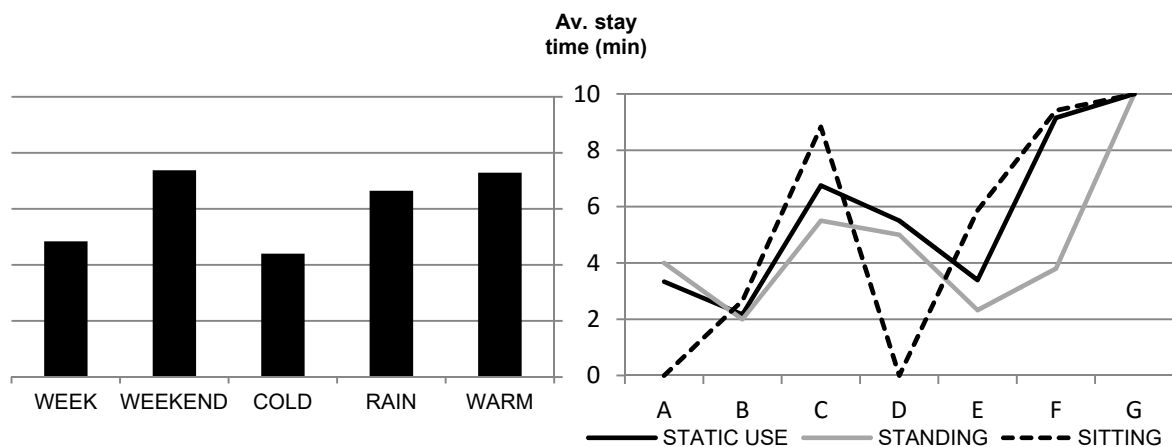 Av. stay
time (min)
10
8
6
4
2
0
WEEK WEEKEND COLD RAIN WARM
A B C D E F G
STATIC USE STANDING SITTING